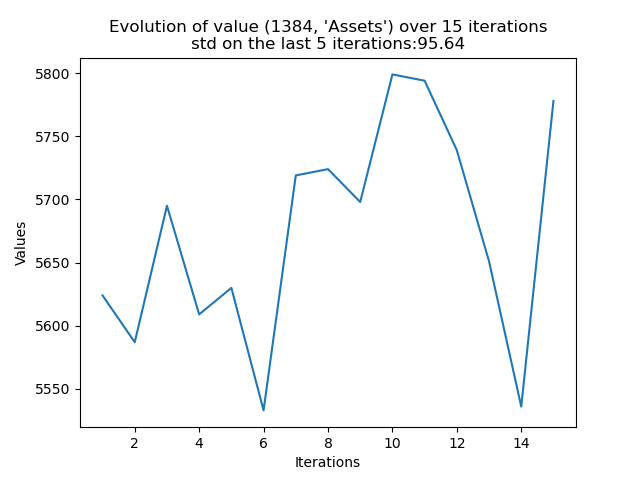 Evolution of value (1384, 'Assets') over 15 iterations
std on the last 5 iterations:95.64
5800
5750
5700
5650
5600
5550
Values
2 4 6 8 10 12 14
Iterations